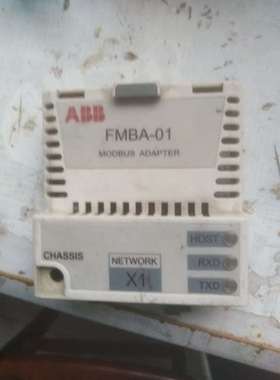 ABB
FMBA-01
MODBUS ADAPTER
HOST
CHASSIS
NETWORK
RXD
X1
TXD